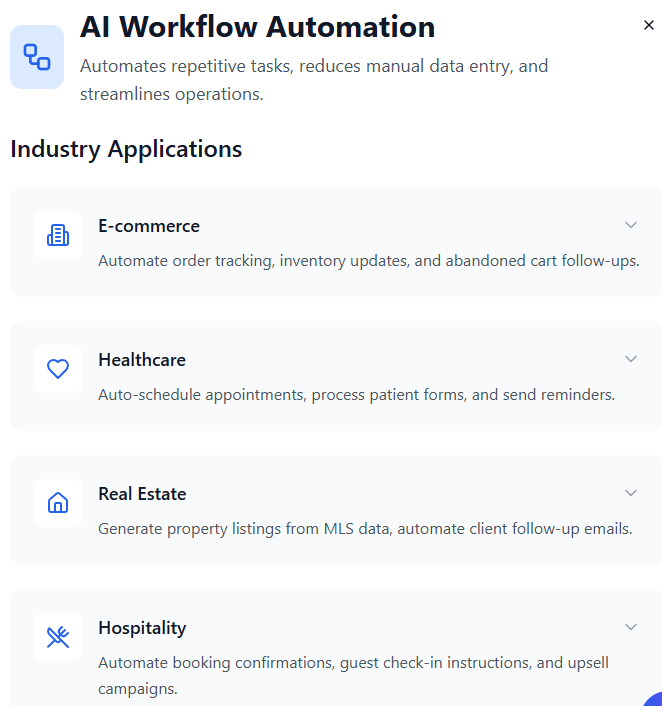 AI Workflow Automation
Automates repetitive tasks, reduces manual data entry, and
streamlines operations.
Industry Applications
E-commerce
Automate order tracking, inventory updates, and abandoned cart follow-ups.
Healthcare
Auto-schedule appointments, process patient forms, and send reminders.
Real Estate
Generate property listings from MLS data, automate client follow-up emails.
Hospitality
Automate booking confirmations, guest check-in instructions, and upsell
campaigns.